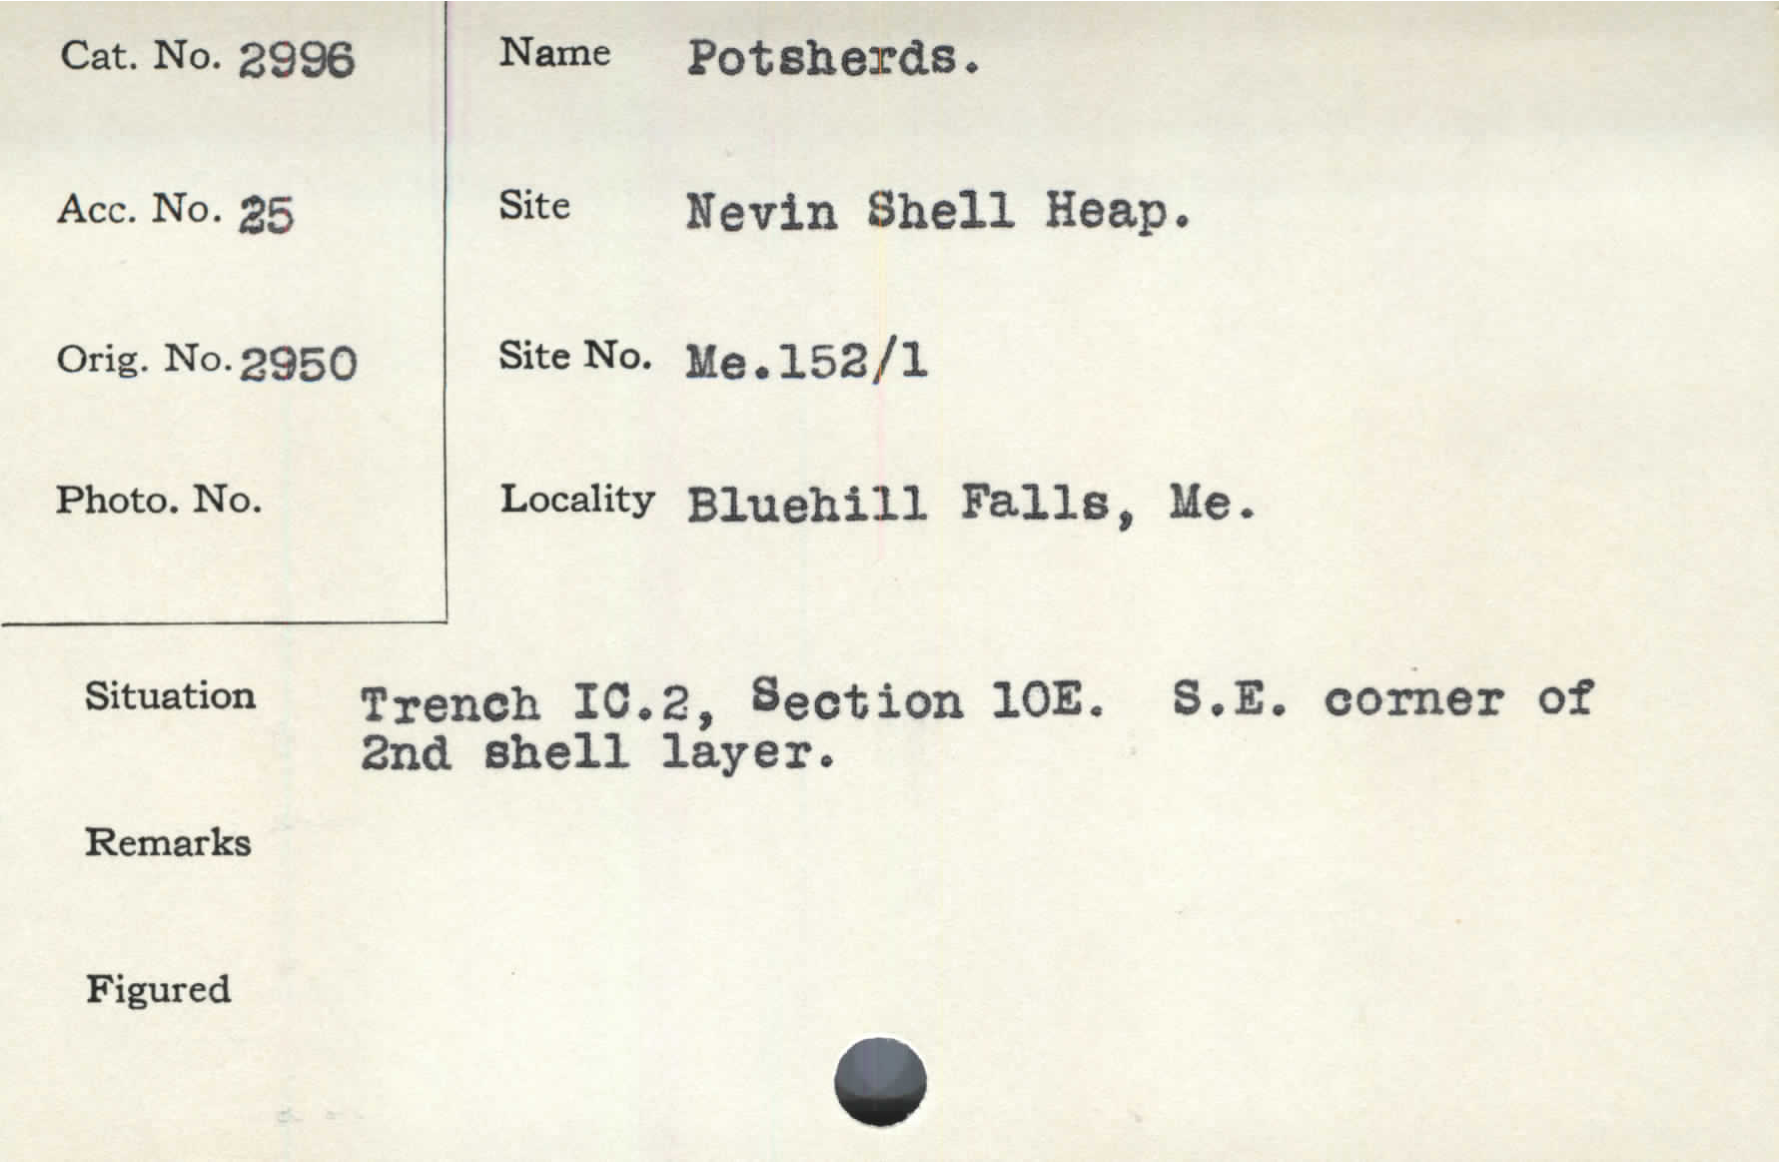 Cat. No. 2996
Name Potsherds.
Acc. No. 25
Site Nevin Shell Heap.
Orig. No. 2950
Site No. Me.152/1
Photo. No.
Locality Bluehill Falls, Me.
Situation Trench IC.2, Section 10E. S.E. corner of
2nd shell layer.
Remarks
Figured